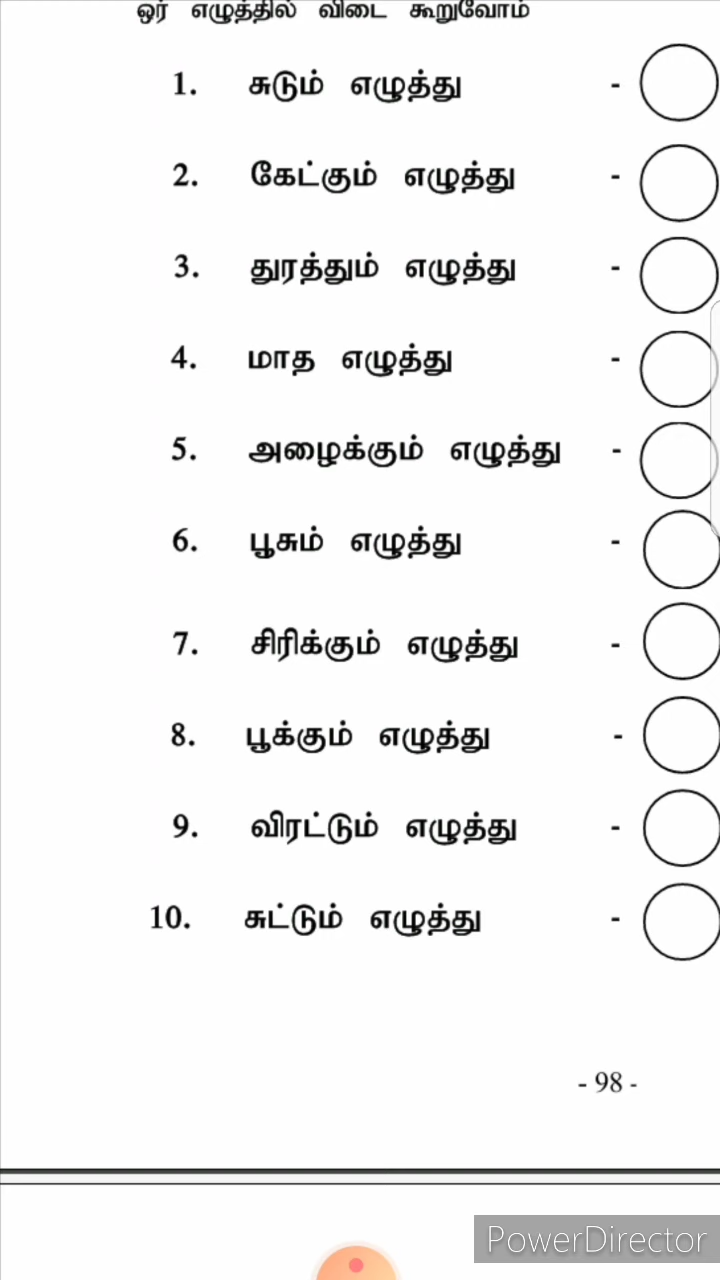 ஓர் எழுத்தில் விடை கூறுவோம்
1. சுடும் எழுத்து -
2. கேட்கும் எழுத்து -
3. துரத்தும் எழுத்து -
4. மாத எழுத்து -
5. அழைக்கும் எழுத்து -
6. பூசும் எழுத்து -
7. சிரிக்கும் எழுத்து -
8. பூக்கும் எழுத்து -
9. விரட்டும் எழுத்து -
10. சுட்டும் எழுத்து -
- 98 -
PowerDirector